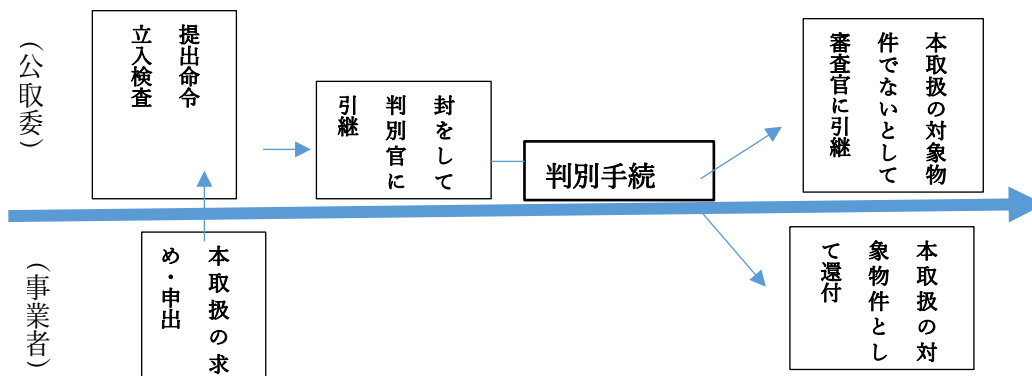 （公取委）
提出命令
立入検査
封をして
判別官に
引継
判別手続
本取扱の対象物
件でないとして
審査官に引継
（事業者）
本取扱の求
め・申出
本取扱の対
象物件とし
て還付